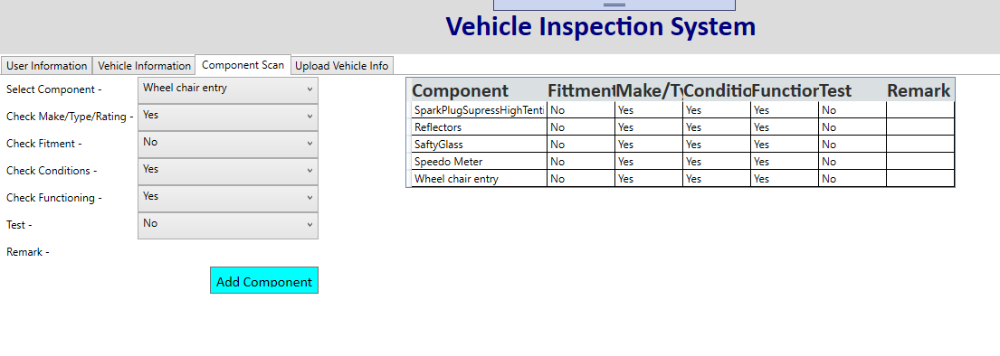 Vehicle Inspection System
User Information Vehicle Information Component Scan Upload Vehicle Info
Select Component - Wheel chair entry
Check Make/Type/Rating - Yes
Check Fitment - No
Check Conditions - Yes
Check Functioning - Yes
Test - No
Remark -
Add Component
Component Fittment Make/Ty Conditio Function Test Remark
SparkPlugSupressHighTenti No Yes Yes Yes No
Reflectors No Yes Yes Yes No
SaftyGlass No Yes Yes Yes No
Speedo Meter No Yes Yes Yes No
Wheel chair entry No Yes Yes Yes No